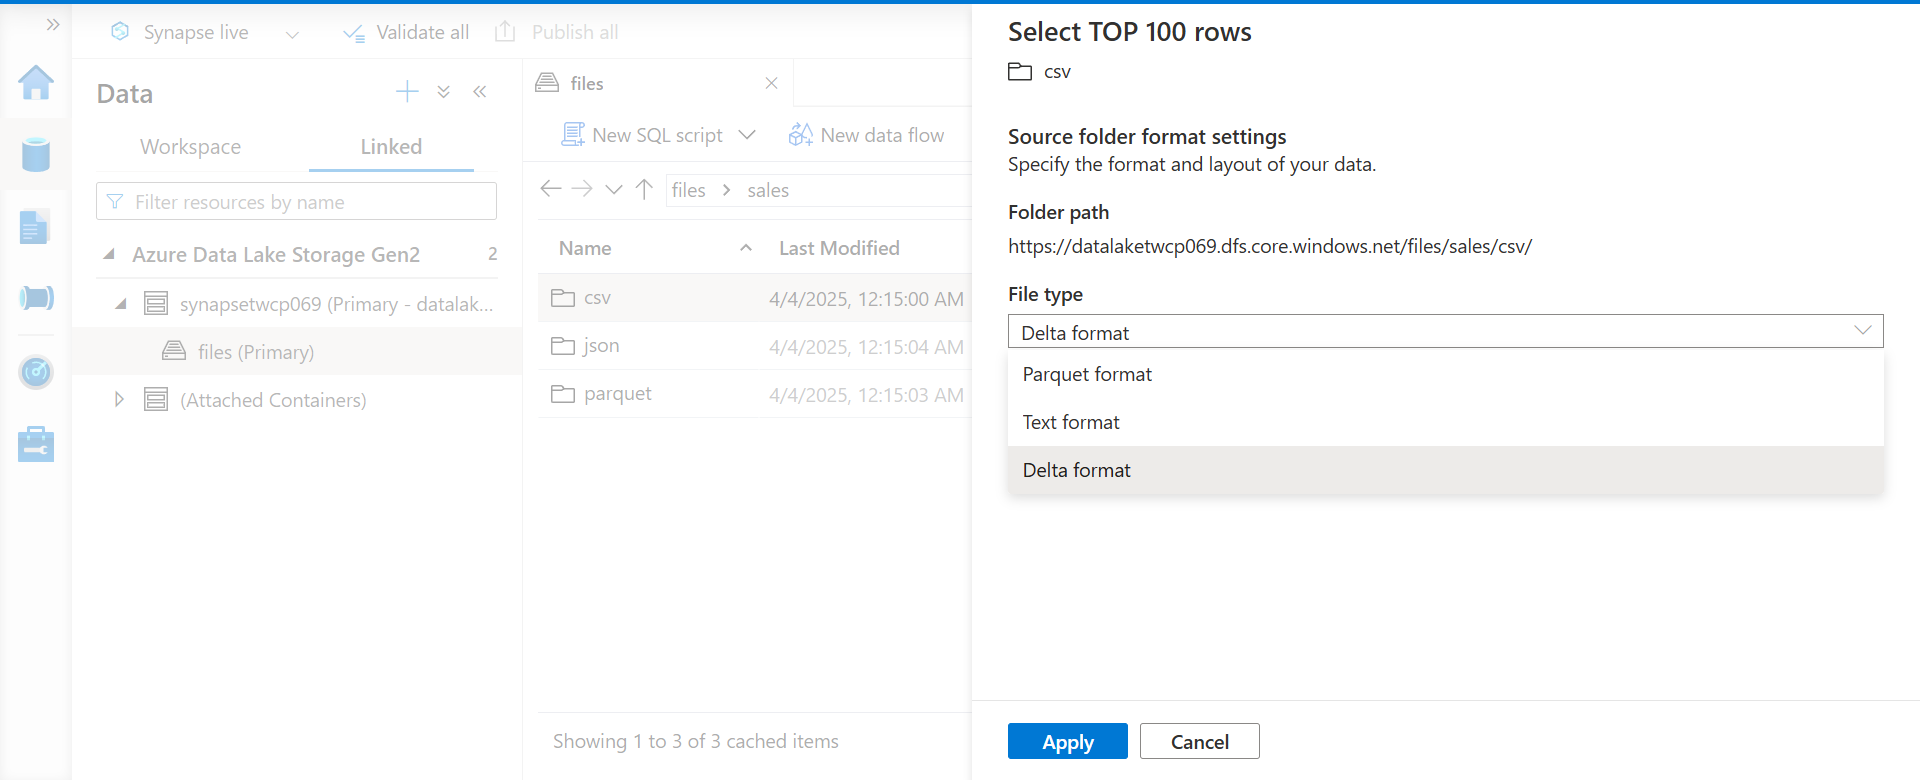 Synapse live
Validate all
Publish all
Data
Workspace
Linked
Filter resources by name
Azure Data Lake Storage Gen2 2
synapsetwcp069 (Primary - datalak...
files (Primary)
(Attached Containers)
files
New SQL script
New data flow
files > sales
Name Last Modified
csv 4/4/2025, 12:15:00 AM
json 4/4/2025, 12:15:04 AM
parquet 4/4/2025, 12:15:03 AM
Showing 1 to 3 of 3 cached items
Select TOP 100 rows
csv
Source folder format settings
Specify the format and layout of your data.
Folder path
https://datalaketwcp069.dfs.core.windows.net/files/sales/csv/
File type
Delta format
Parquet format
Text format
Delta format
Apply
Cancel